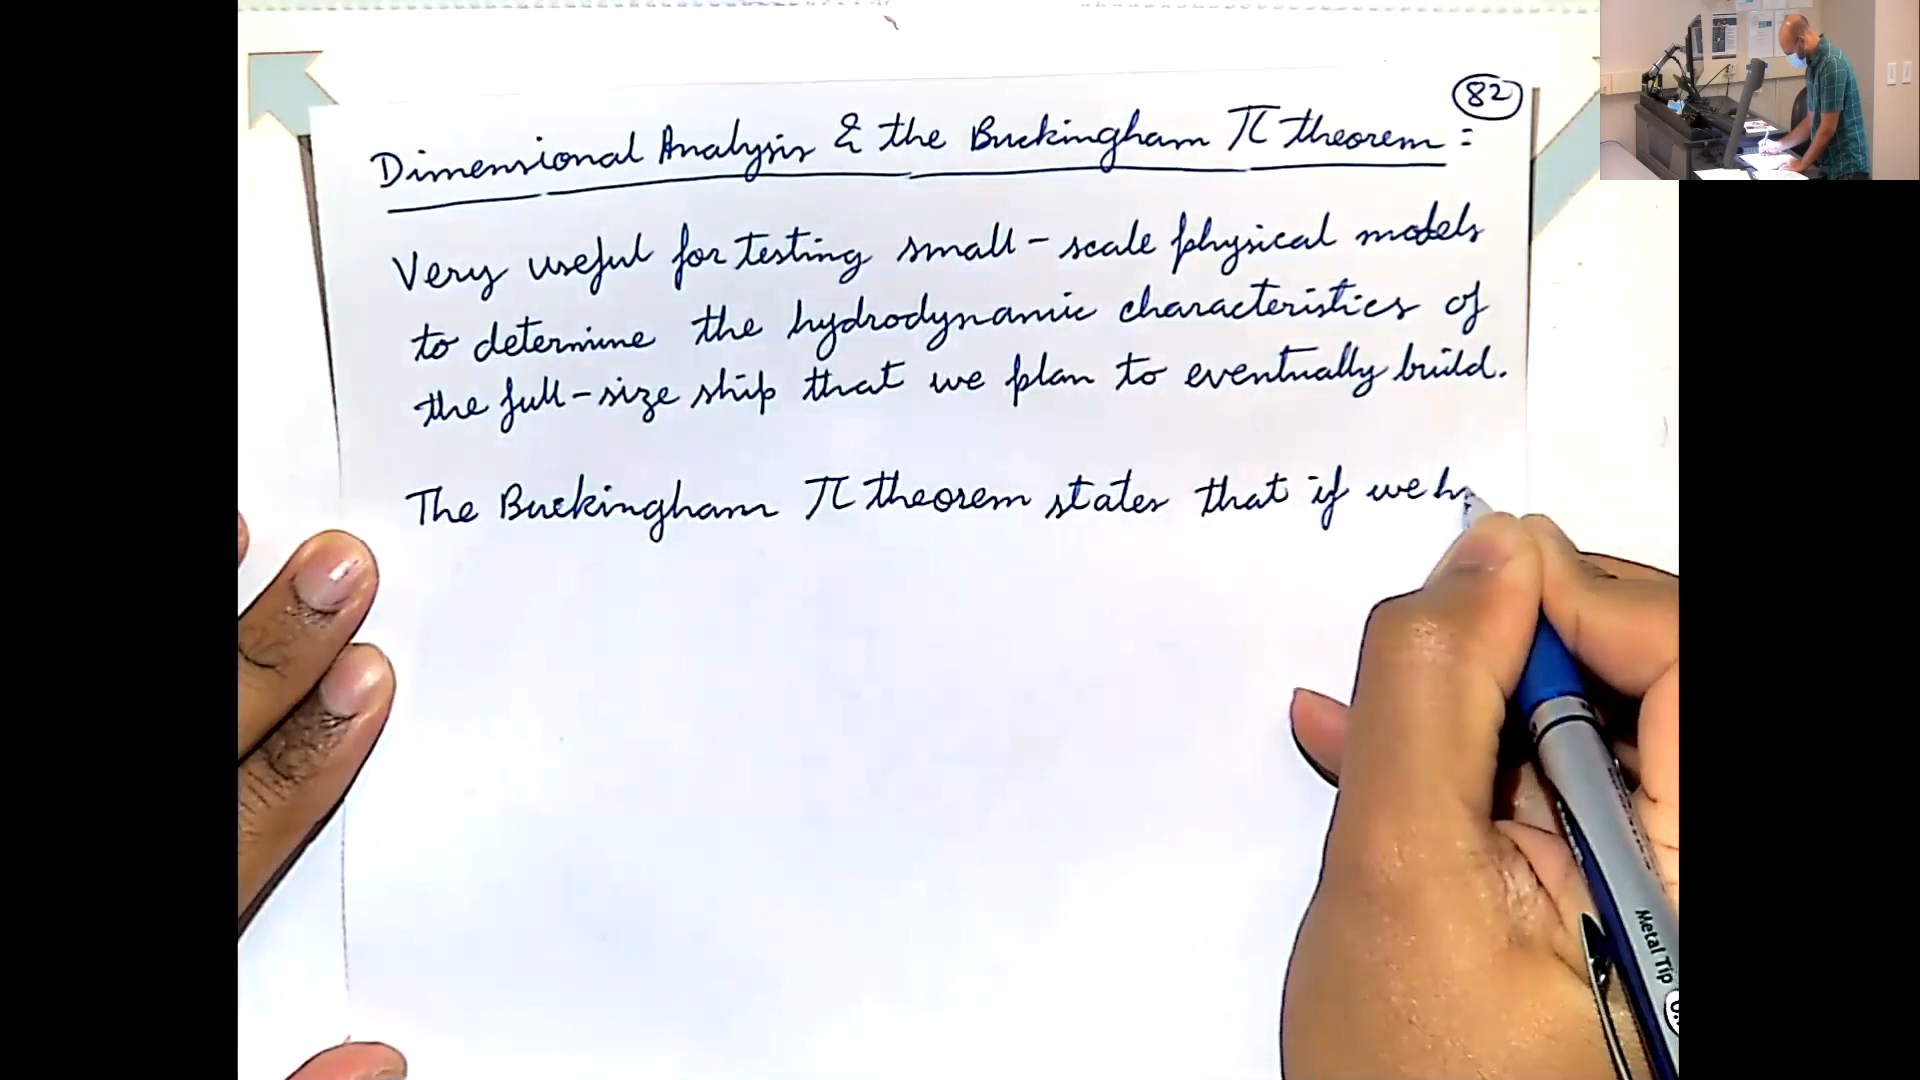 82
Dimensional Analysis & the Buckingham π theorem :
Very useful for testing small-scale physical models
to determine the hydrodynamic characteristics of
the full-size ship that we plan to eventually build.
The Buckingham π theorem states that if we
Metal Tip